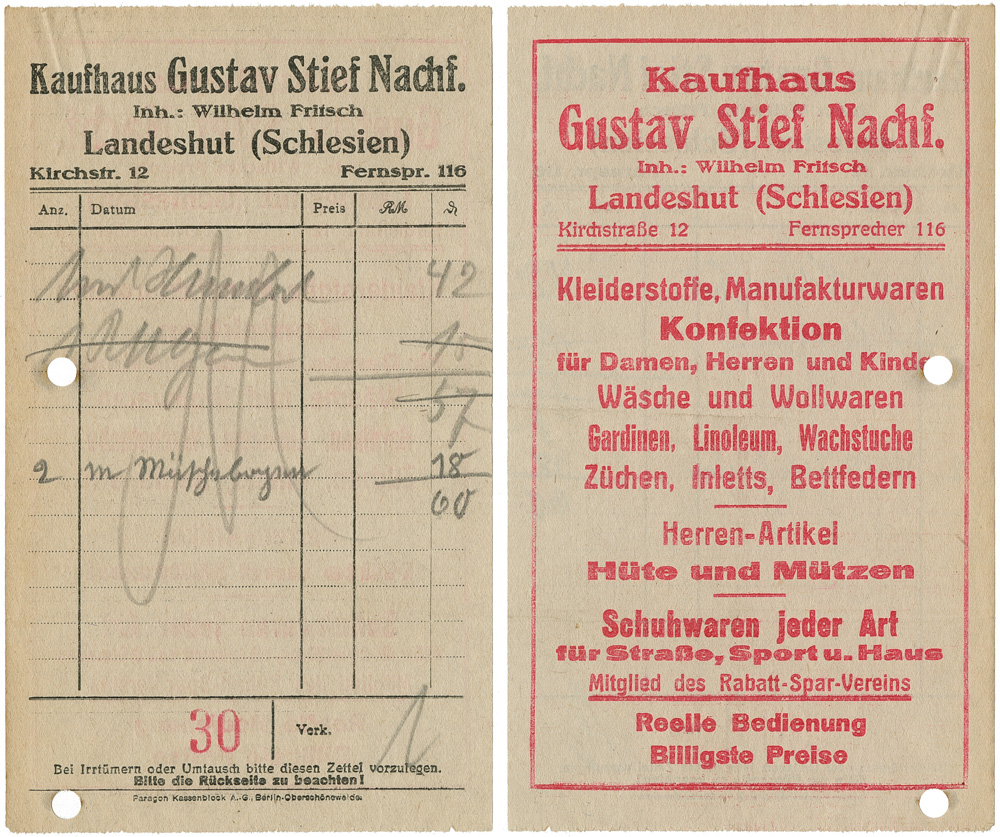 Kaufhaus Gustav Stief Nachf.
Inh.: Wilhelm Fritsch
Landeshut (Schlesien)
Kirchstr. 12 Fernspr. 116
Anz. Datum Preis RM ₰
42
15
57
2 m 18
60
30 Verk. 1
Bei Irrtümern oder Umtausch bitte diesen Zettel vorzulegen.
Bitte die Rückseite zu beachten!
Paragon Kassenblock A.-G., Berlin-Oberschöneweide.
Kaufhaus
Gustav Stief Nachf.
Inh.: Wilhelm Fritsch
Landeshut (Schlesien)
Kirchstraße 12 Fernsprecher 116
Kleiderstoffe, Manufakturwaren
Konfektion
für Damen, Herren und Kinde
Wäsche und Wollwaren
Gardinen, Linoleum, Wachstuche
Züchen, Inletts, Bettfedern
Herren-Artikel
Hüte und Mützen
Schuhwaren jeder Art
für Straße, Sport u. Haus
Mitglied des Rabatt-Spar-Vereins
Reelle Bedienung
Billigste Preise